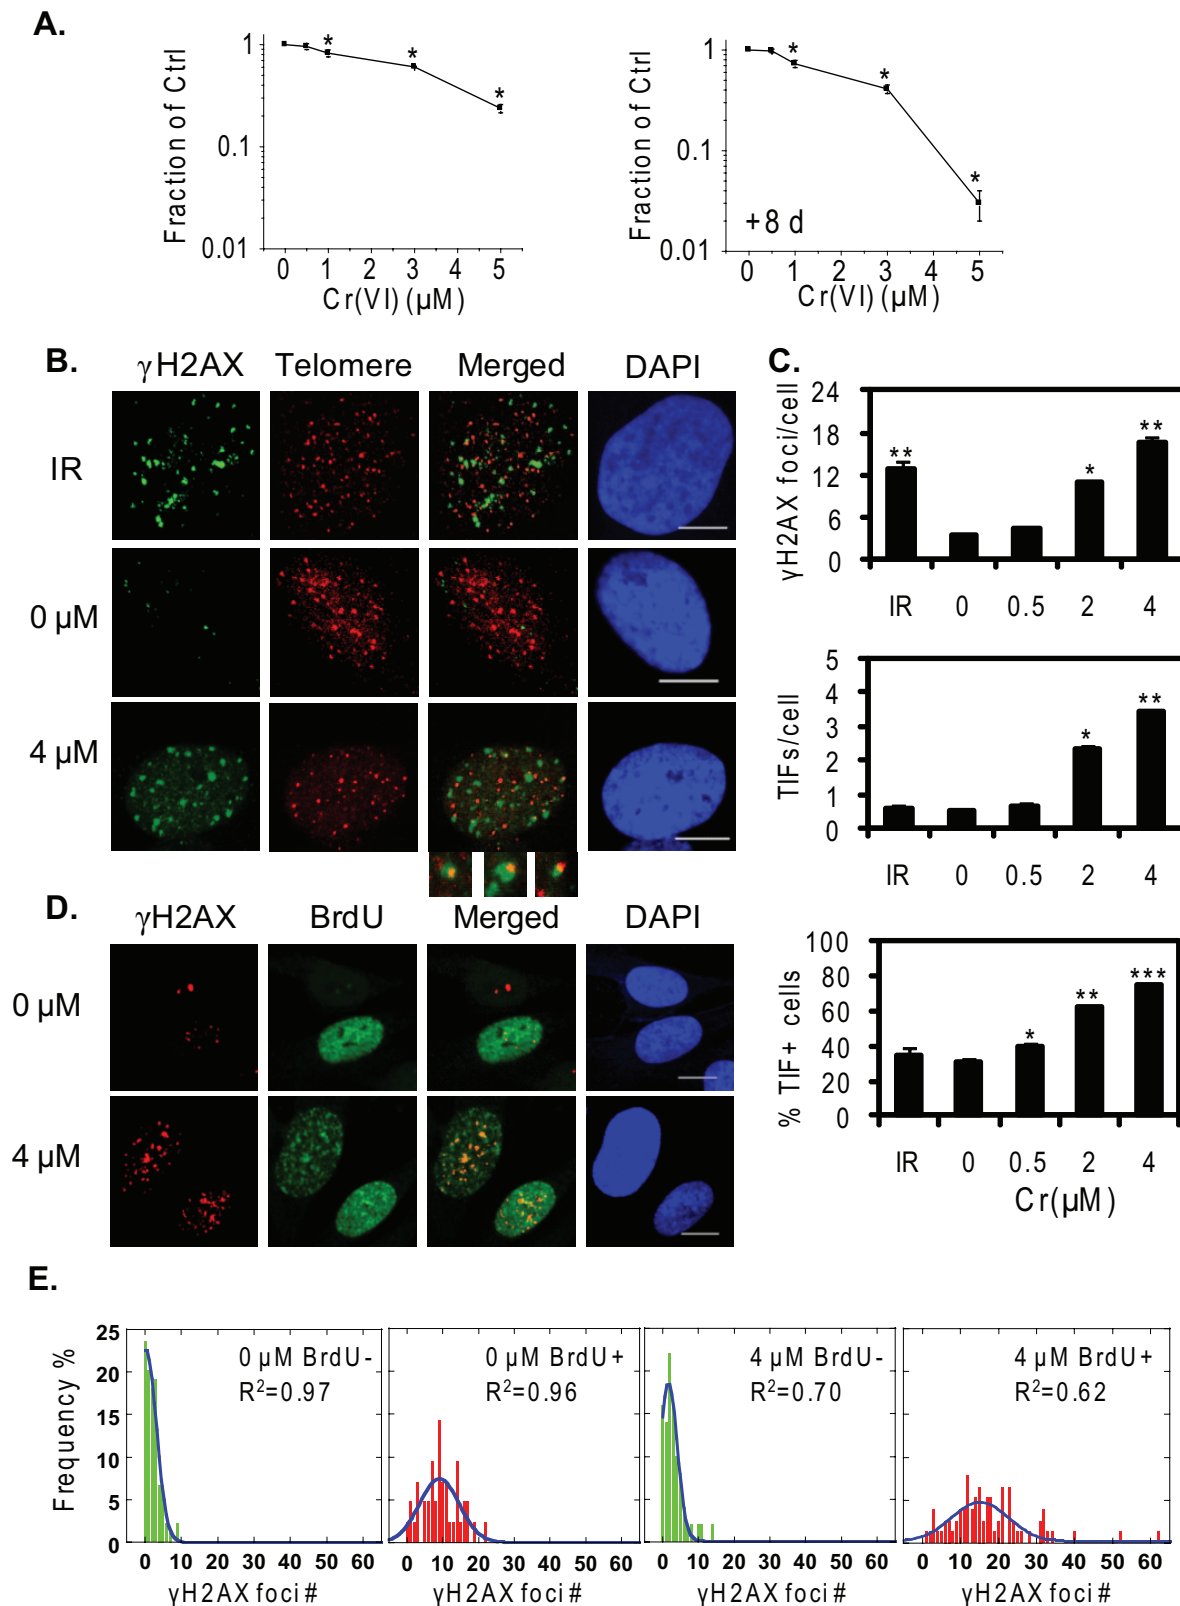 A.
Fraction of Ctrl
1
0.1
0.01
* * *
0 1 3 5
Cr(VI) (µM)
Fraction of Ctrl
1
0.1
0.01
* * *
+8 d
0 1 3 5
Cr(VI) (µM)
B.
γH2AX Telomere Merged DAPI
IR
0 µM
4 µM
C.
γH2AX foci/cell
24
18
12
6
0
** * **
IR 0 0.5 2 4
TIFs/cell
5
4
3
2
1
0
* **
IR 0 0.5 2 4
% TIF+ cells
100
80
60
40
20
0
* ** ***
IR 0 0.5 2 4
Cr(µM)
D.
γH2AX BrdU Merged DAPI
0 µM
4 µM
E.
Frequency %
25
20
15
10
5
0
0 µM BrdU-
R²=0.97
0 10 20 30 40 50 60
γH2AX foci #
0 µM BrdU+
R²=0.96
0 10 20 30 40 50 60
γH2AX foci #
4 µM BrdU-
R²=0.70
0 10 20 30 40 50 60
γH2AX foci #
4 µM BrdU+
R²=0.62
0 10 20 30 40 50 60
γH2AX foci #